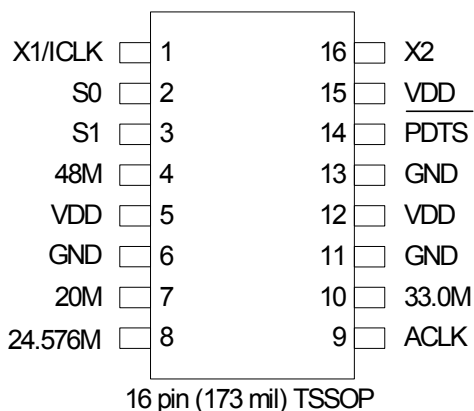 X1/ICLK 1 16 X2
S0 2 15 VDD
S1 3 14 PDTS
48M 4 13 GND
VDD 5 12 VDD
GND 6 11 GND
20M 7 10 33.0M
24.576M 8 9 ACLK
16 pin (173 mil) TSSOP